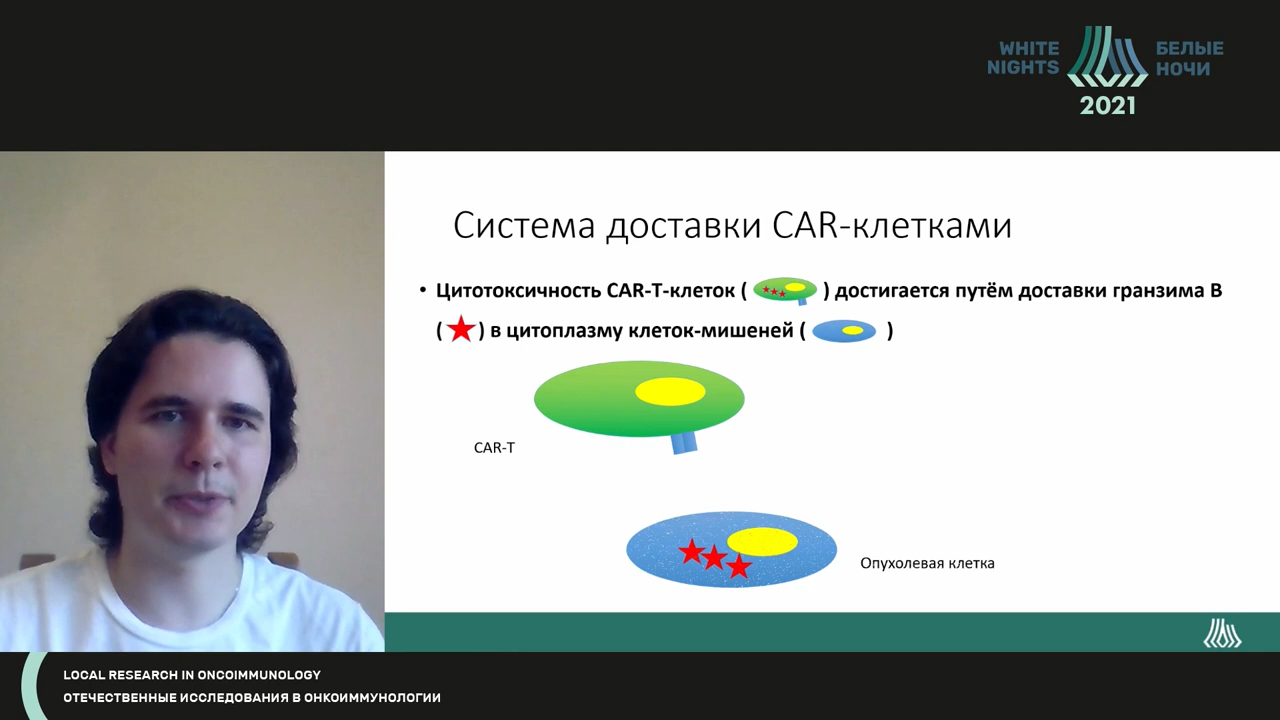 WHITE
NIGHTS
БЕЛЫЕ
НОЧИ
2021
Система доставки CAR-клетками
• Цитотоксичность CAR-T-клеток ( ) достигается путём доставки гранзима B
( ) в цитоплазму клеток-мишеней ( )
CAR-T
Опухолевая клетка
LOCAL RESEARCH IN ONCOIMMUNOLOGY
ОТЕЧЕСТВЕННЫЕ ИССЛЕДОВАНИЯ В ОНКОИММУНОЛОГИИ